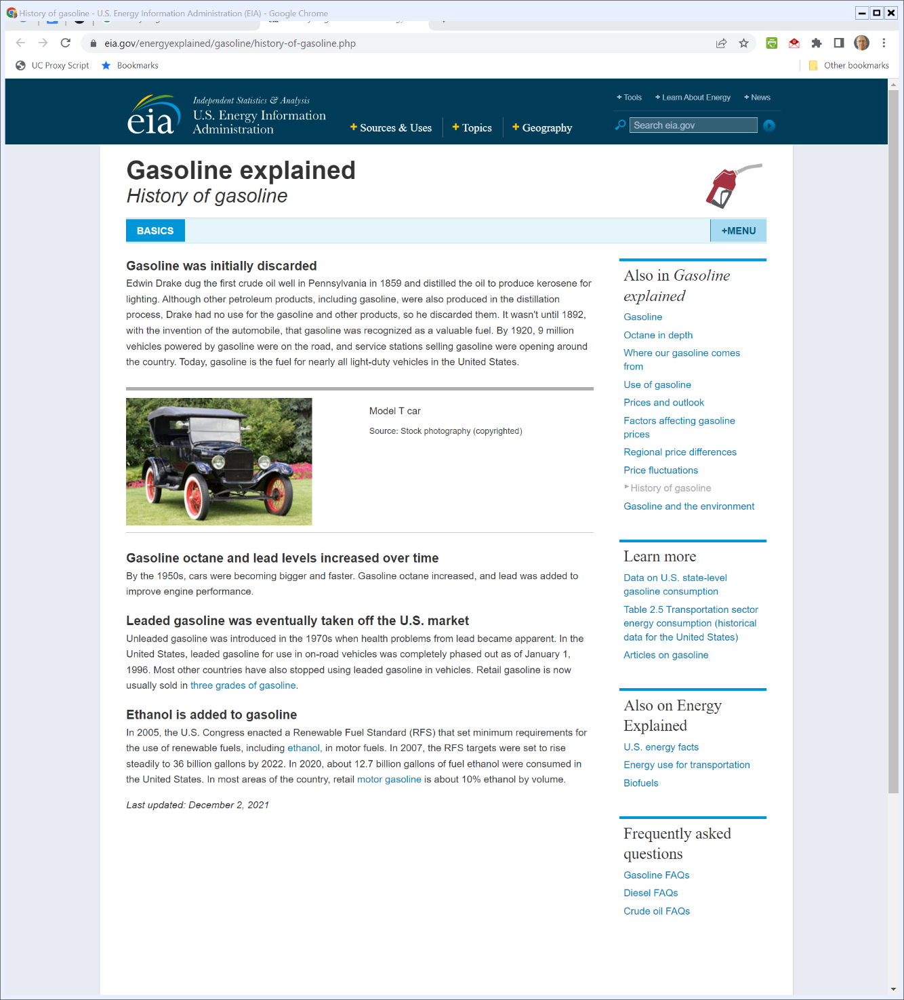 History of gasoline - U.S. Energy Information Administration (EIA) - Google Chrome
eia.gov/energyexplained/gasoline/history-of-gasoline.php
UC Proxy Script
Bookmarks
Other bookmarks
eia
Independent Statistics & Analysis
U.S. Energy Information
Administration
+ Sources & Uses
+ Topics
+ Geography
+ Tools
+ Learn About Energy
+ News
Search eia.gov
Gasoline explained
History of gasoline
BASICS
+MENU
Gasoline was initially discarded
Edwin Drake dug the first crude oil well in Pennsylvania in 1859 and distilled the oil to produce kerosene for
lighting. Although other petroleum products, including gasoline, were also produced in the distillation
process, Drake had no use for the gasoline and other products, so he discarded them. It wasn't until 1892,
with the invention of the automobile, that gasoline was recognized as a valuable fuel. By 1920, 9 million
vehicles powered by gasoline were on the road, and service stations selling gasoline were opening around
the country. Today, gasoline is the fuel for nearly all light-duty vehicles in the United States.
Model T car
Source: Stock photography (copyrighted)
Gasoline octane and lead levels increased over time
By the 1950s, cars were becoming bigger and faster. Gasoline octane increased, and lead was added to
improve engine performance.
Leaded gasoline was eventually taken off the U.S. market
Unleaded gasoline was introduced in the 1970s when health problems from lead became apparent. In the
United States, leaded gasoline for use in on-road vehicles was completely phased out as of January 1,
1996. Most other countries have also stopped using leaded gasoline in vehicles. Retail gasoline is now
usually sold in three grades of gasoline.
Ethanol is added to gasoline
In 2005, the U.S. Congress enacted a Renewable Fuel Standard (RFS) that set minimum requirements for
the use of renewable fuels, including ethanol, in motor fuels. In 2007, the RFS targets were set to rise
steadily to 36 billion gallons by 2022. In 2020, about 12.7 billion gallons of fuel ethanol were consumed in
the United States. In most areas of the country, retail motor gasoline is about 10% ethanol by volume.
Last updated: December 2, 2021
Also in Gasoline
explained
Gasoline
Octane in depth
Where our gasoline comes
from
Use of gasoline
Prices and outlook
Factors affecting gasoline
prices
Regional price differences
Price fluctuations
History of gasoline
Gasoline and the environment
Learn more
Data on U.S. state-level
gasoline consumption
Table 2.5 Transportation sector
energy consumption (historical
data for the United States)
Articles on gasoline
Also on Energy
Explained
U.S. energy facts
Energy use for transportation
Biofuels
Frequently asked
questions
Gasoline FAQs
Diesel FAQs
Crude oil FAQs